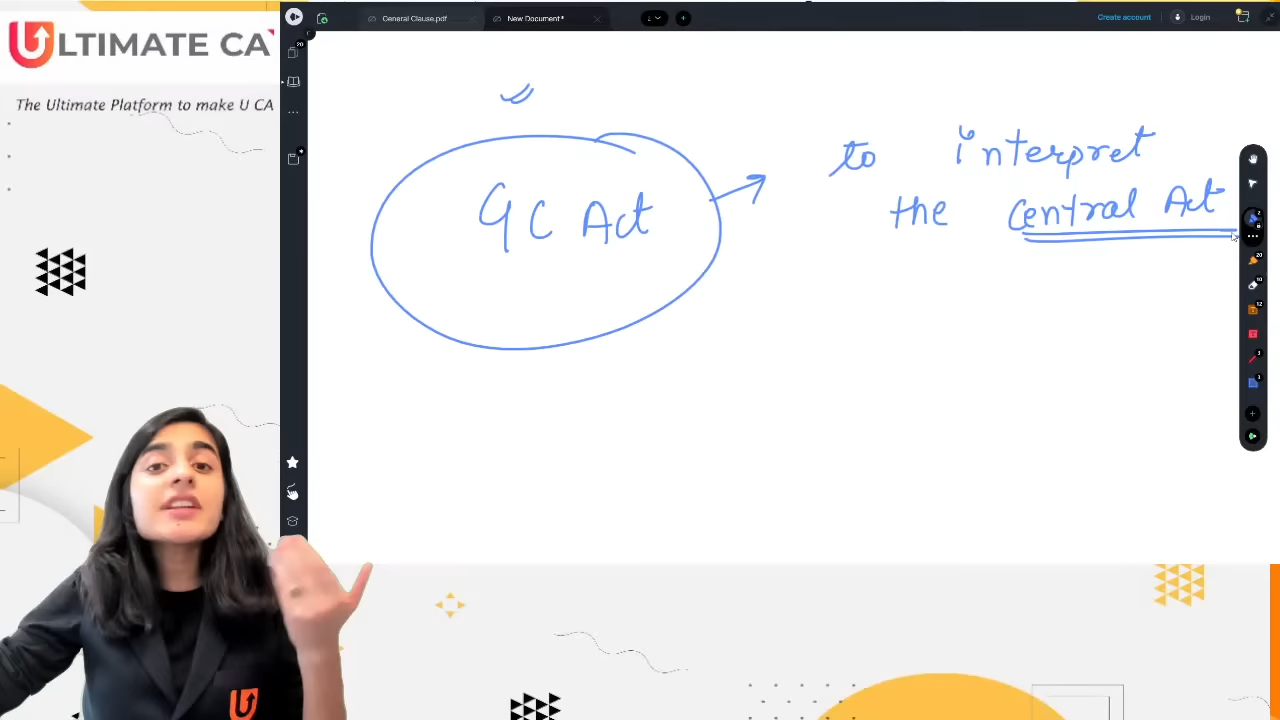 ULTIMATE CA
The Ultimate Platform to make U CA
General Clause.pdf
New Document*
Create account
Login
GC Act
to interpret
the Central Act